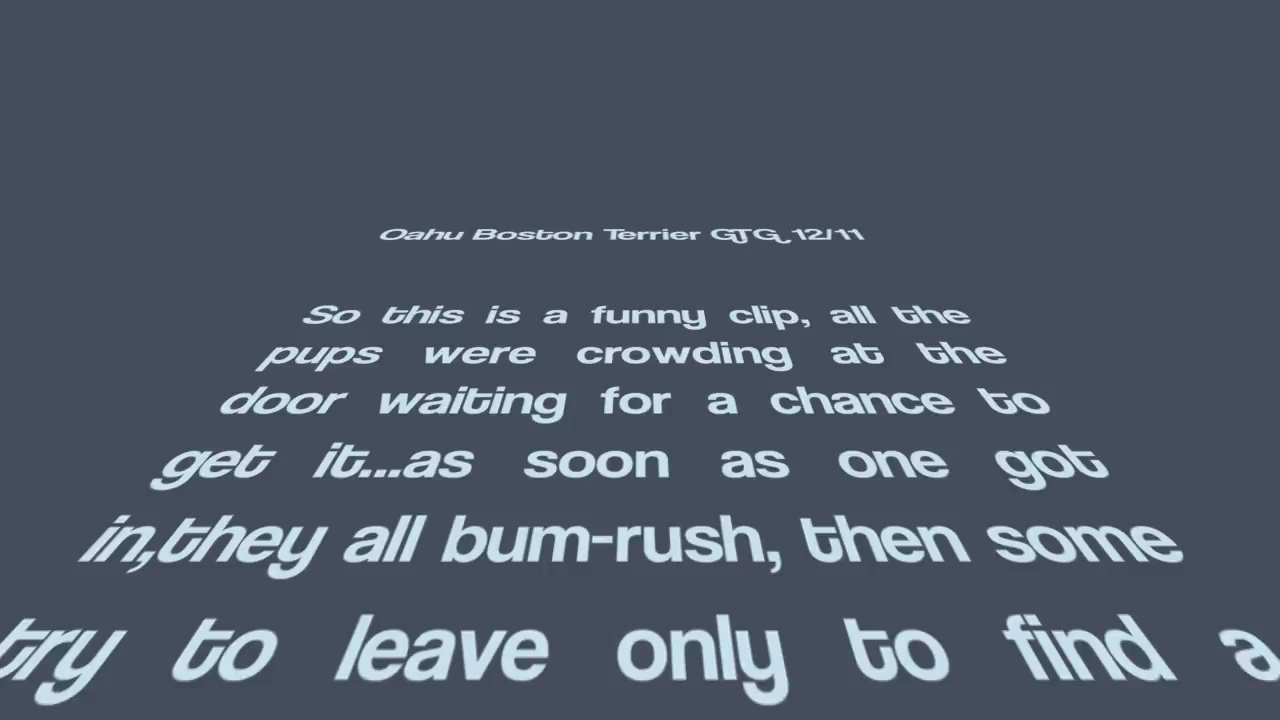 Oahu Boston Terrier GTG 12/11
So this is a funny clip, all the
pups were crowding at the
door waiting for a chance to
get it...as soon as one got
in,they all bum-rush, then some
try to leave only to find a